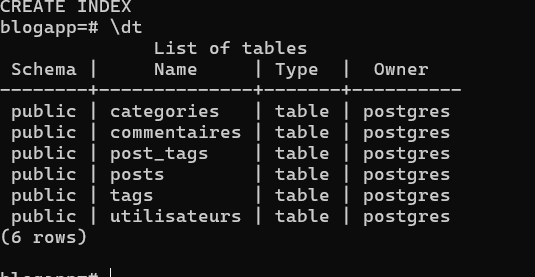 CREATE INDEX
blogapp=# \dt
              List of tables
 Schema |     Name     | Type  |  Owner
--------+--------------+-------+----------
 public | categories   | table | postgres
 public | commentaires | table | postgres
 public | post_tags    | table | postgres
 public | posts        | table | postgres
 public | tags         | table | postgres
 public | utilisateurs | table | postgres
(6 rows)
blogapp=#